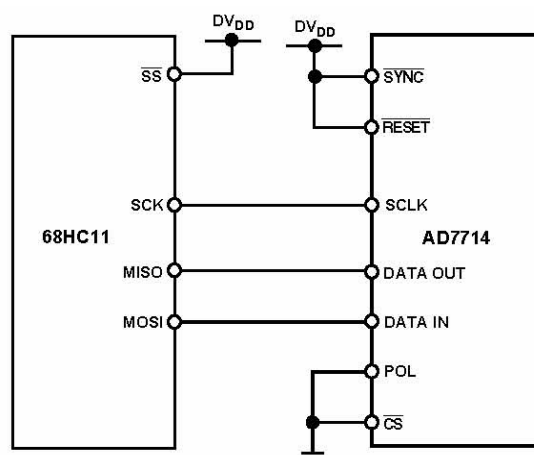 DVDD
DVDD
SS
SYNC
RESET
SCK
SCLK
68HC11
AD7714
MISO
DATA OUT
MOSI
DATA IN
POL
CS